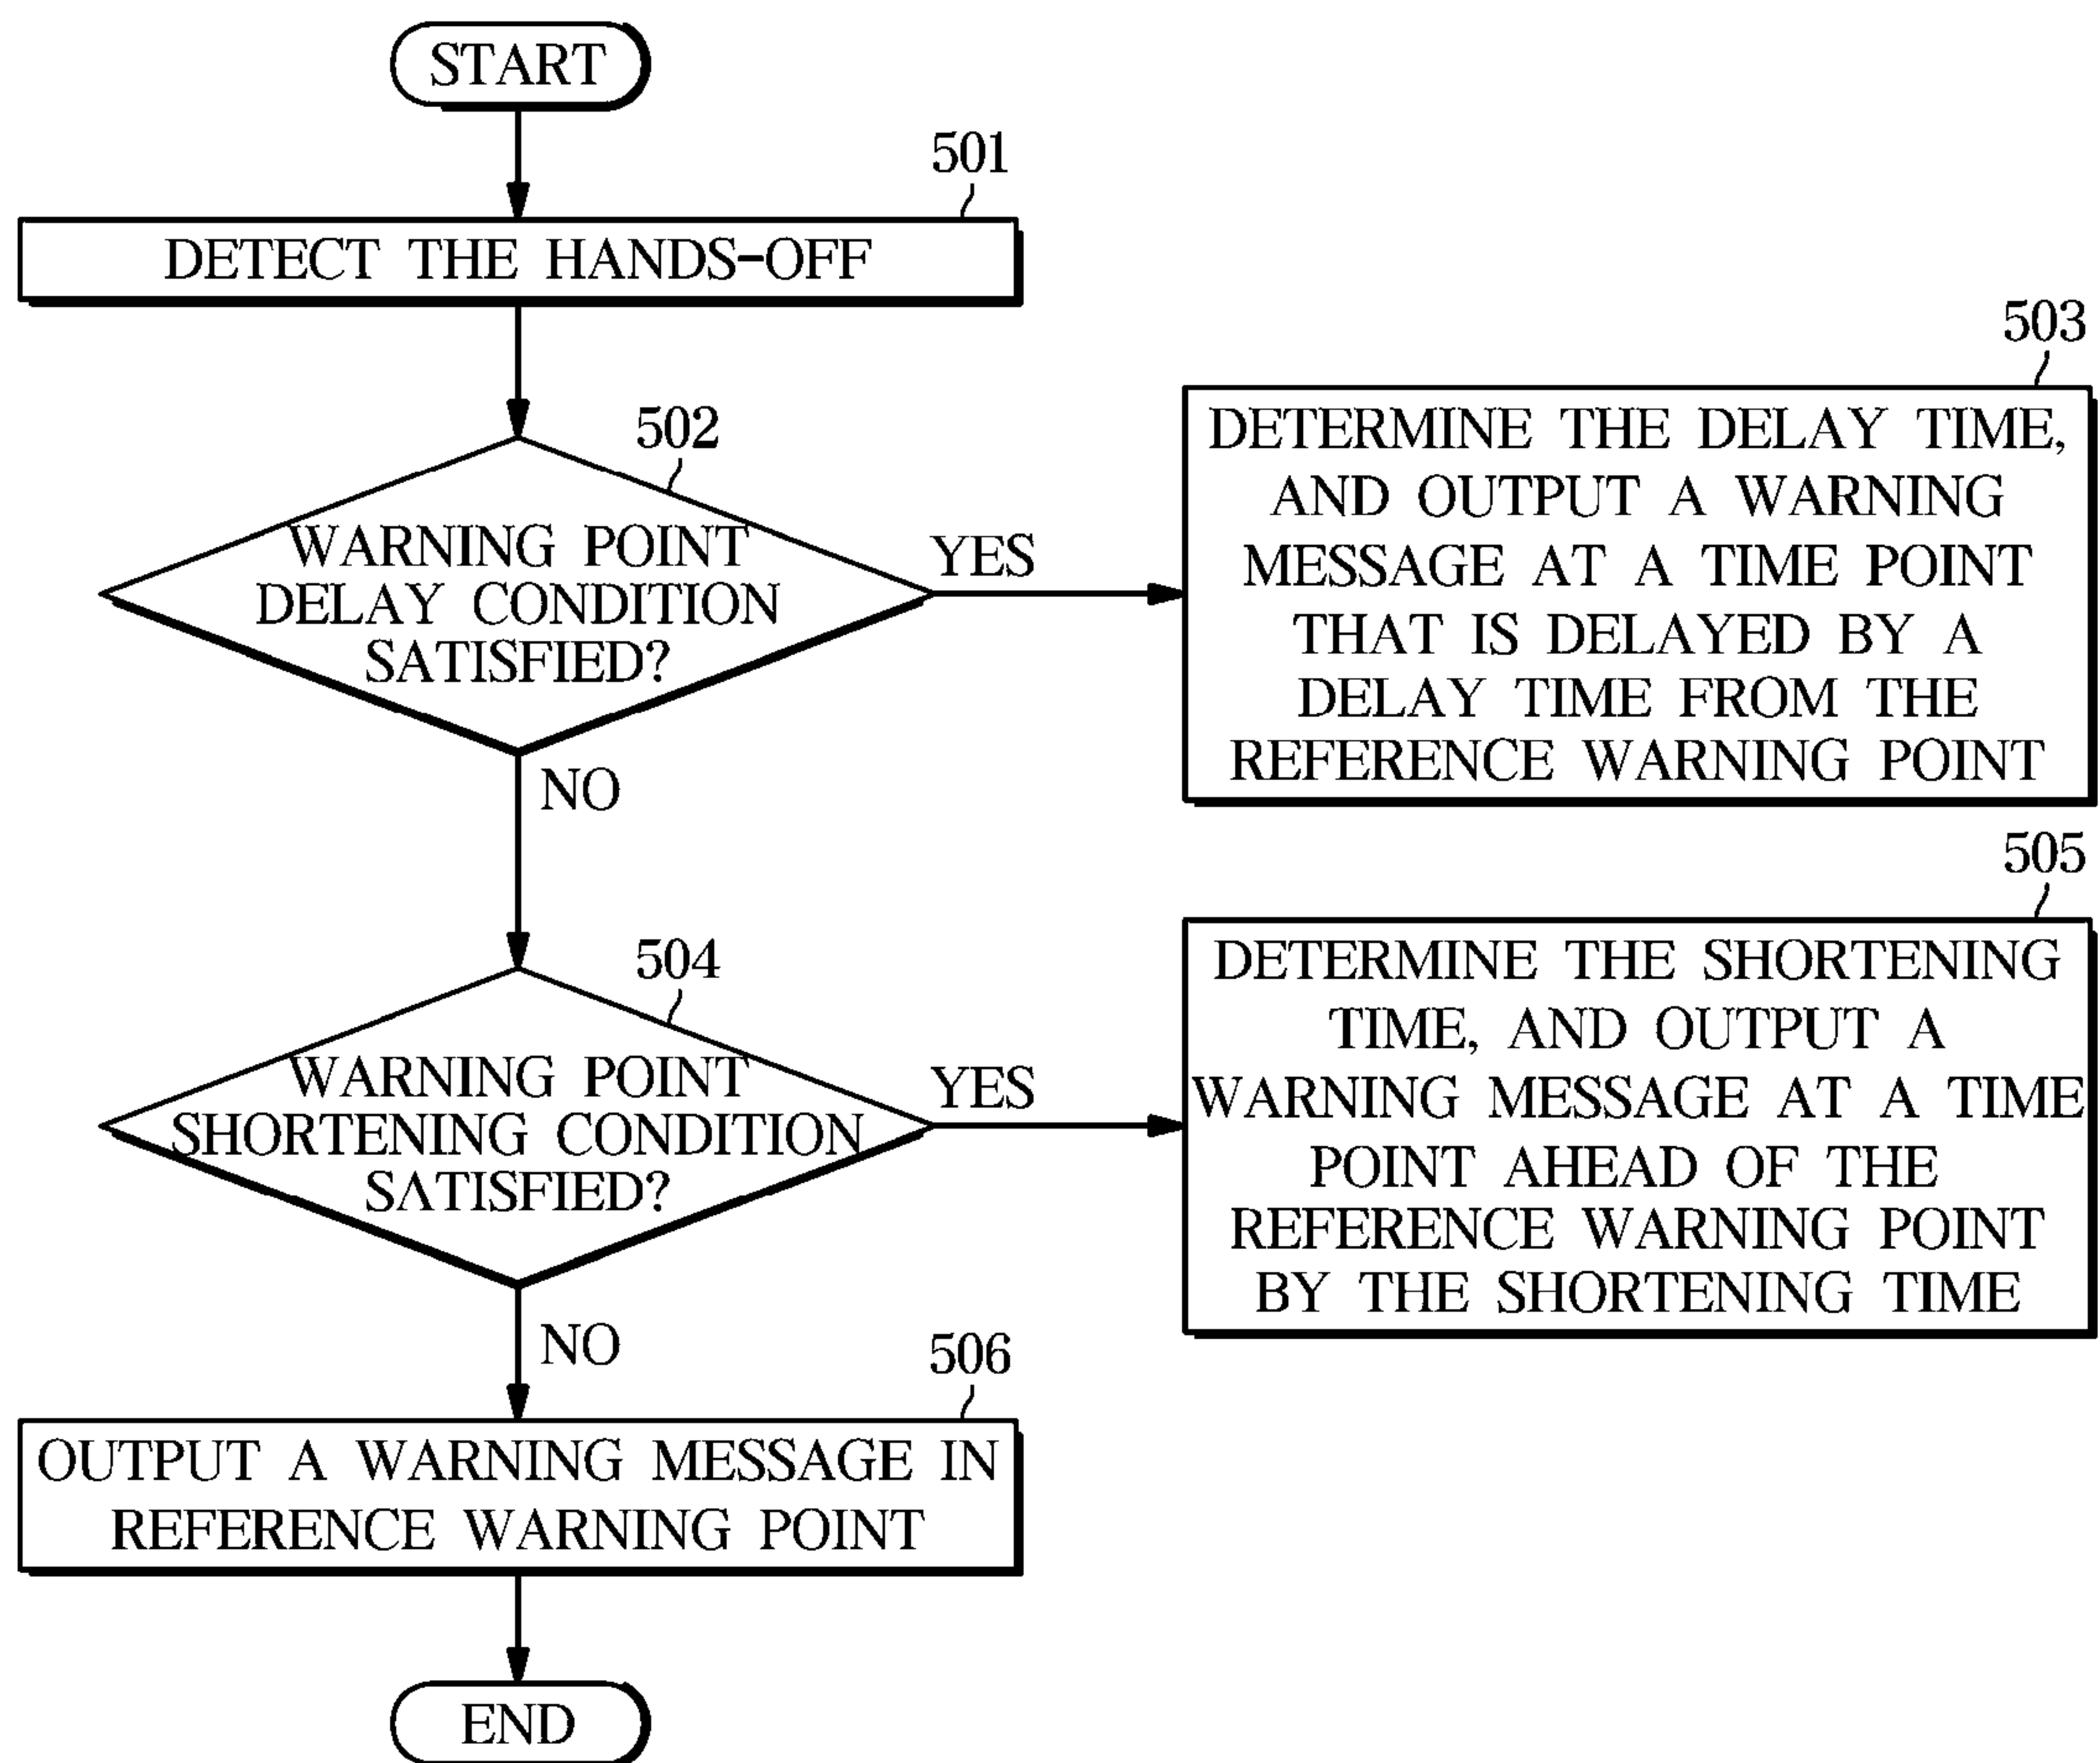 START
501
DETECT THE HANDS-OFF
502
WARNING POINT
DELAY CONDITION
SATISFIED?
YES
503
DETERMINE THE DELAY TIME,
AND OUTPUT A WARNING
MESSAGE AT A TIME POINT
THAT IS DELAYED BY A
DELAY TIME FROM THE
REFERENCE WARNING POINT
NO
504
WARNING POINT
SHORTENING CONDITION
SATISFIED?
YES
505
DETERMINE THE SHORTENING
TIME, AND OUTPUT A
WARNING MESSAGE AT A TIME
POINT AHEAD OF THE
REFERENCE WARNING POINT
BY THE SHORTENING TIME
NO
506
OUTPUT A WARNING MESSAGE IN
REFERENCE WARNING POINT
END